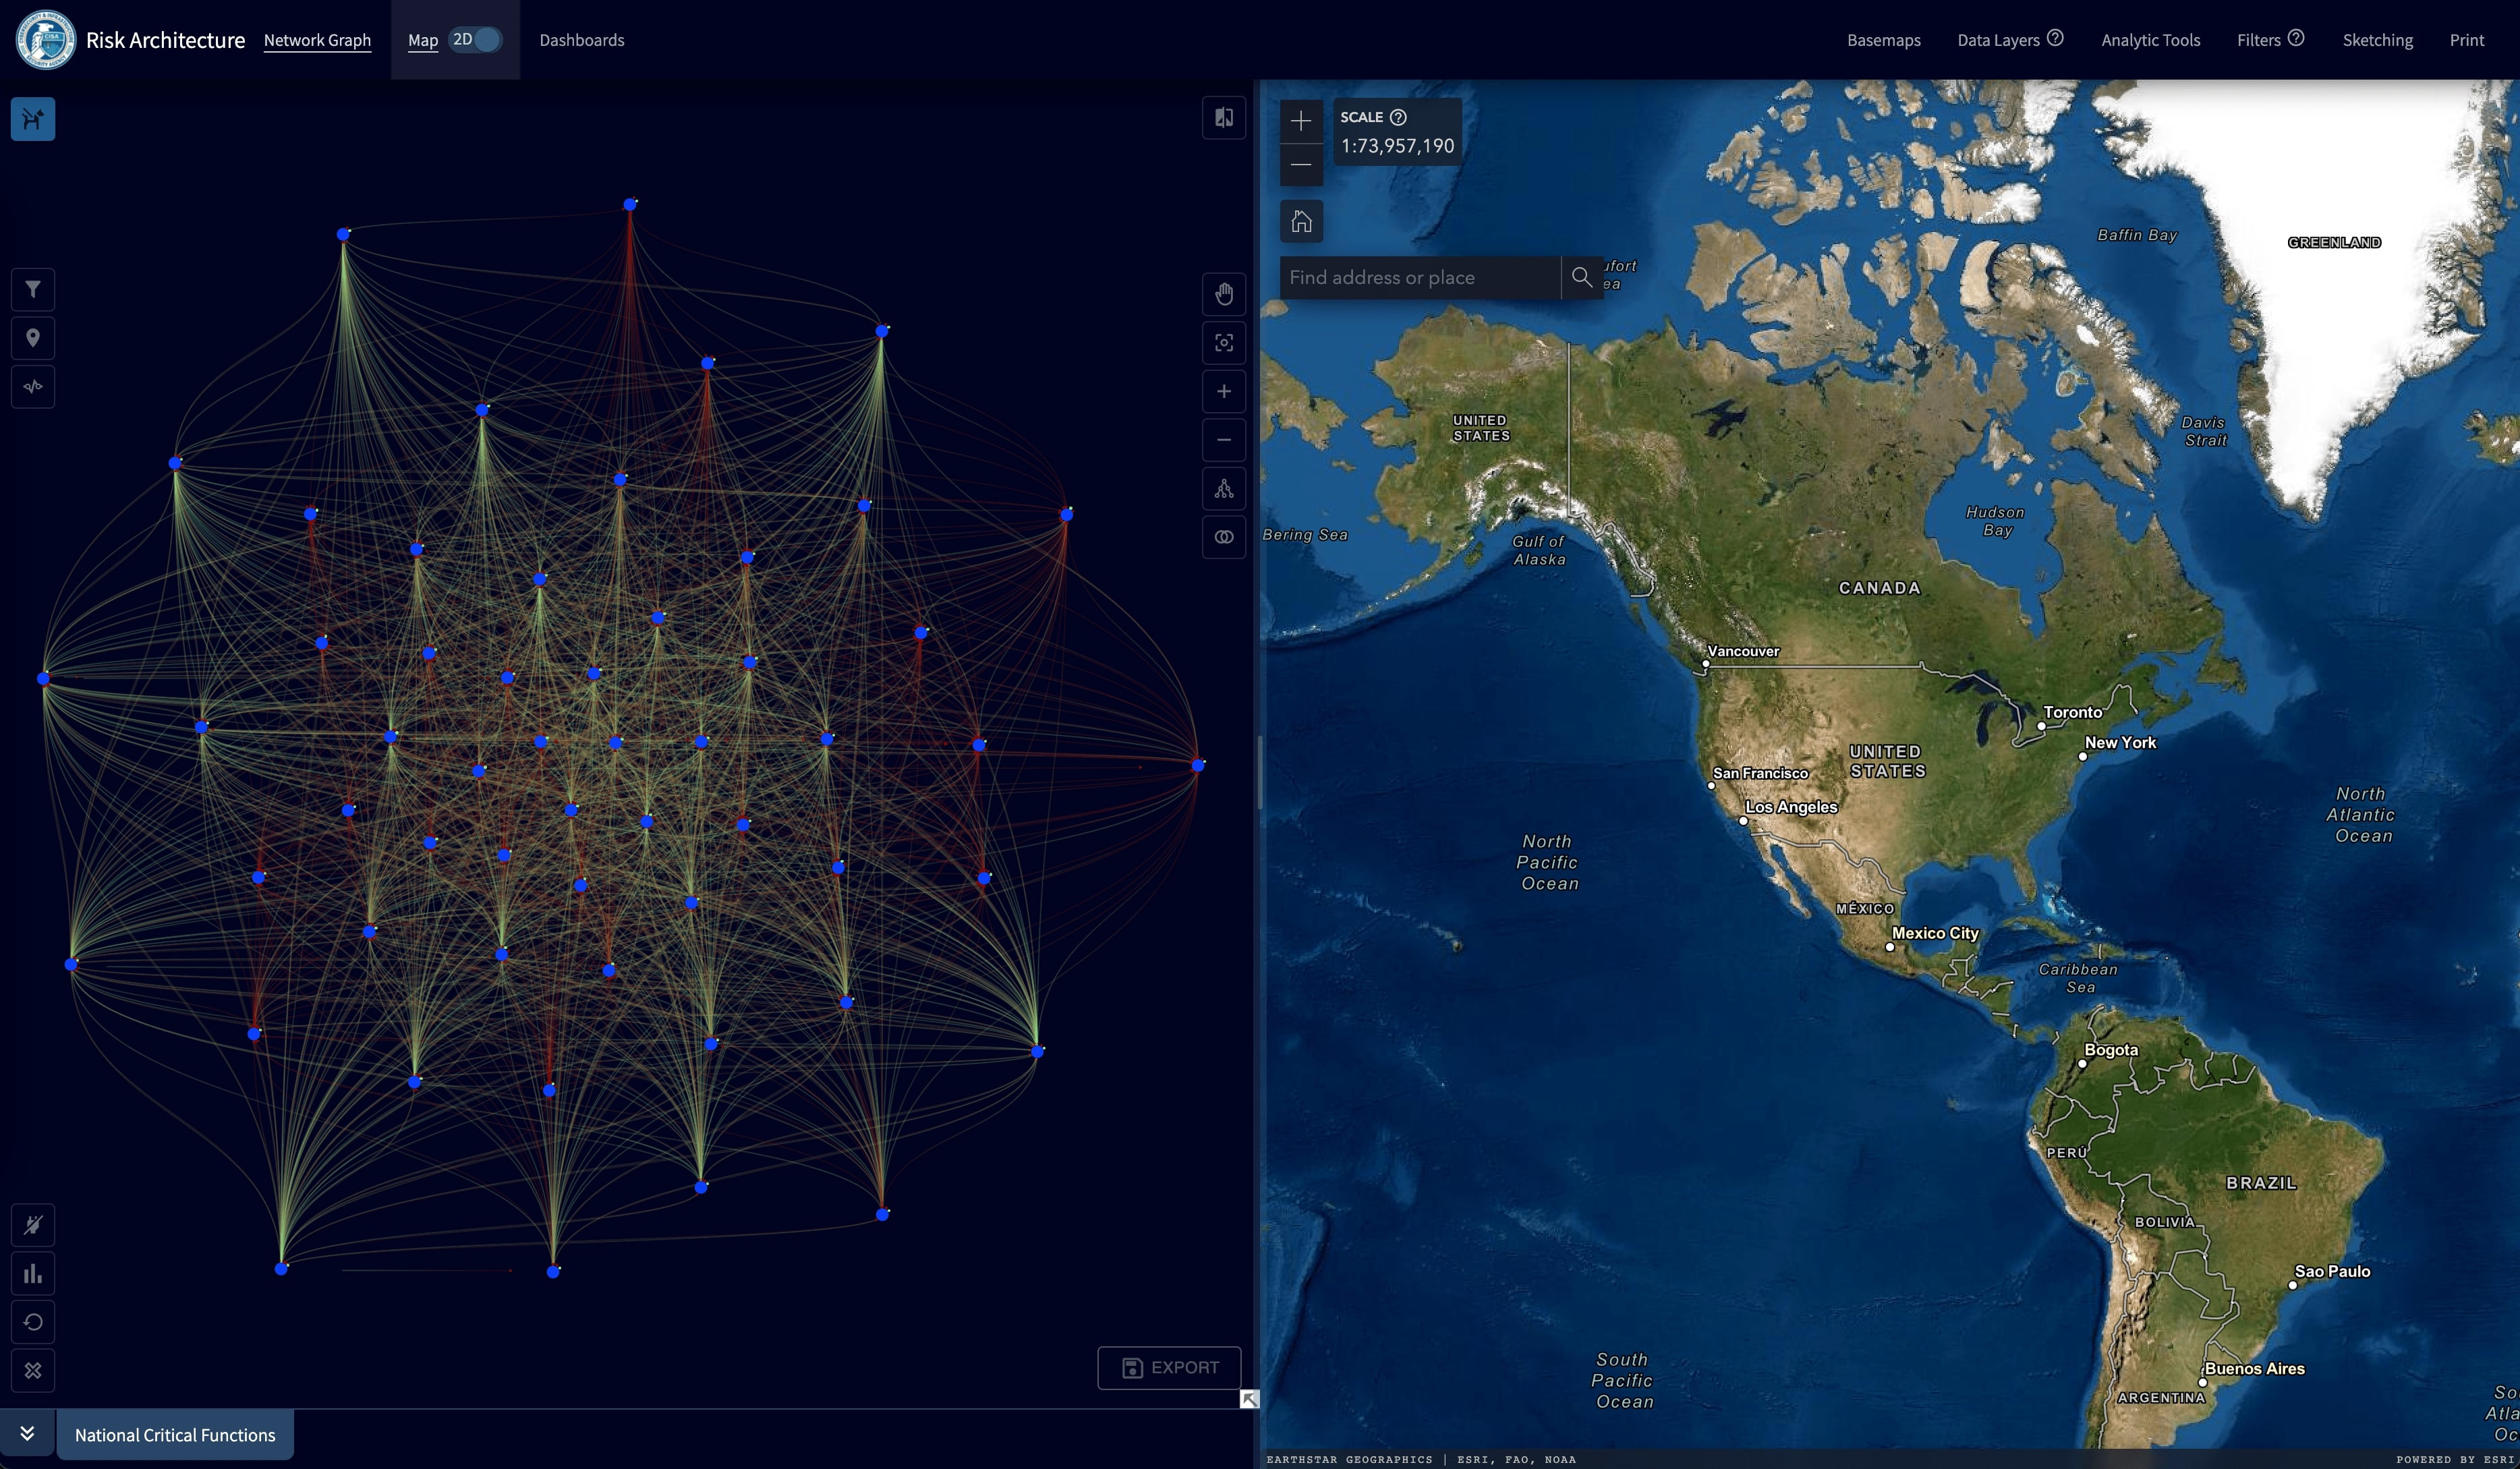 Risk Architecture
Network Graph
Map
2D
Dashboards
Basemaps
Data Layers
Analytic Tools
Filters
Sketching
Print
CISA
EXPORT
National Critical Functions
SCALE
1:73,957,190
Find address or place
ufort
ea
Baffin Bay
GREENLAND
UNITED
STATES
Davis
Strait
Bering Sea
Gulf of
Alaska
Hudson
Bay
CANADA
Vancouver
Toronto
New York
UNITED
STATES
San Francisco
Los Angeles
North
Pacific
Ocean
North
Atlantic
Ocean
MÉXICO
Mexico City
Caribbean
Sea
Bogota
PERÚ
BRAZIL
BOLIVIA
Sao Paulo
South
Pacific
Ocean
Buenos Aires
ARGENTINA
So
Atla
Oc
EARTHSTAR GEOGRAPHICS | ESRI, FAO, NOAA
POWERED BY ESRI